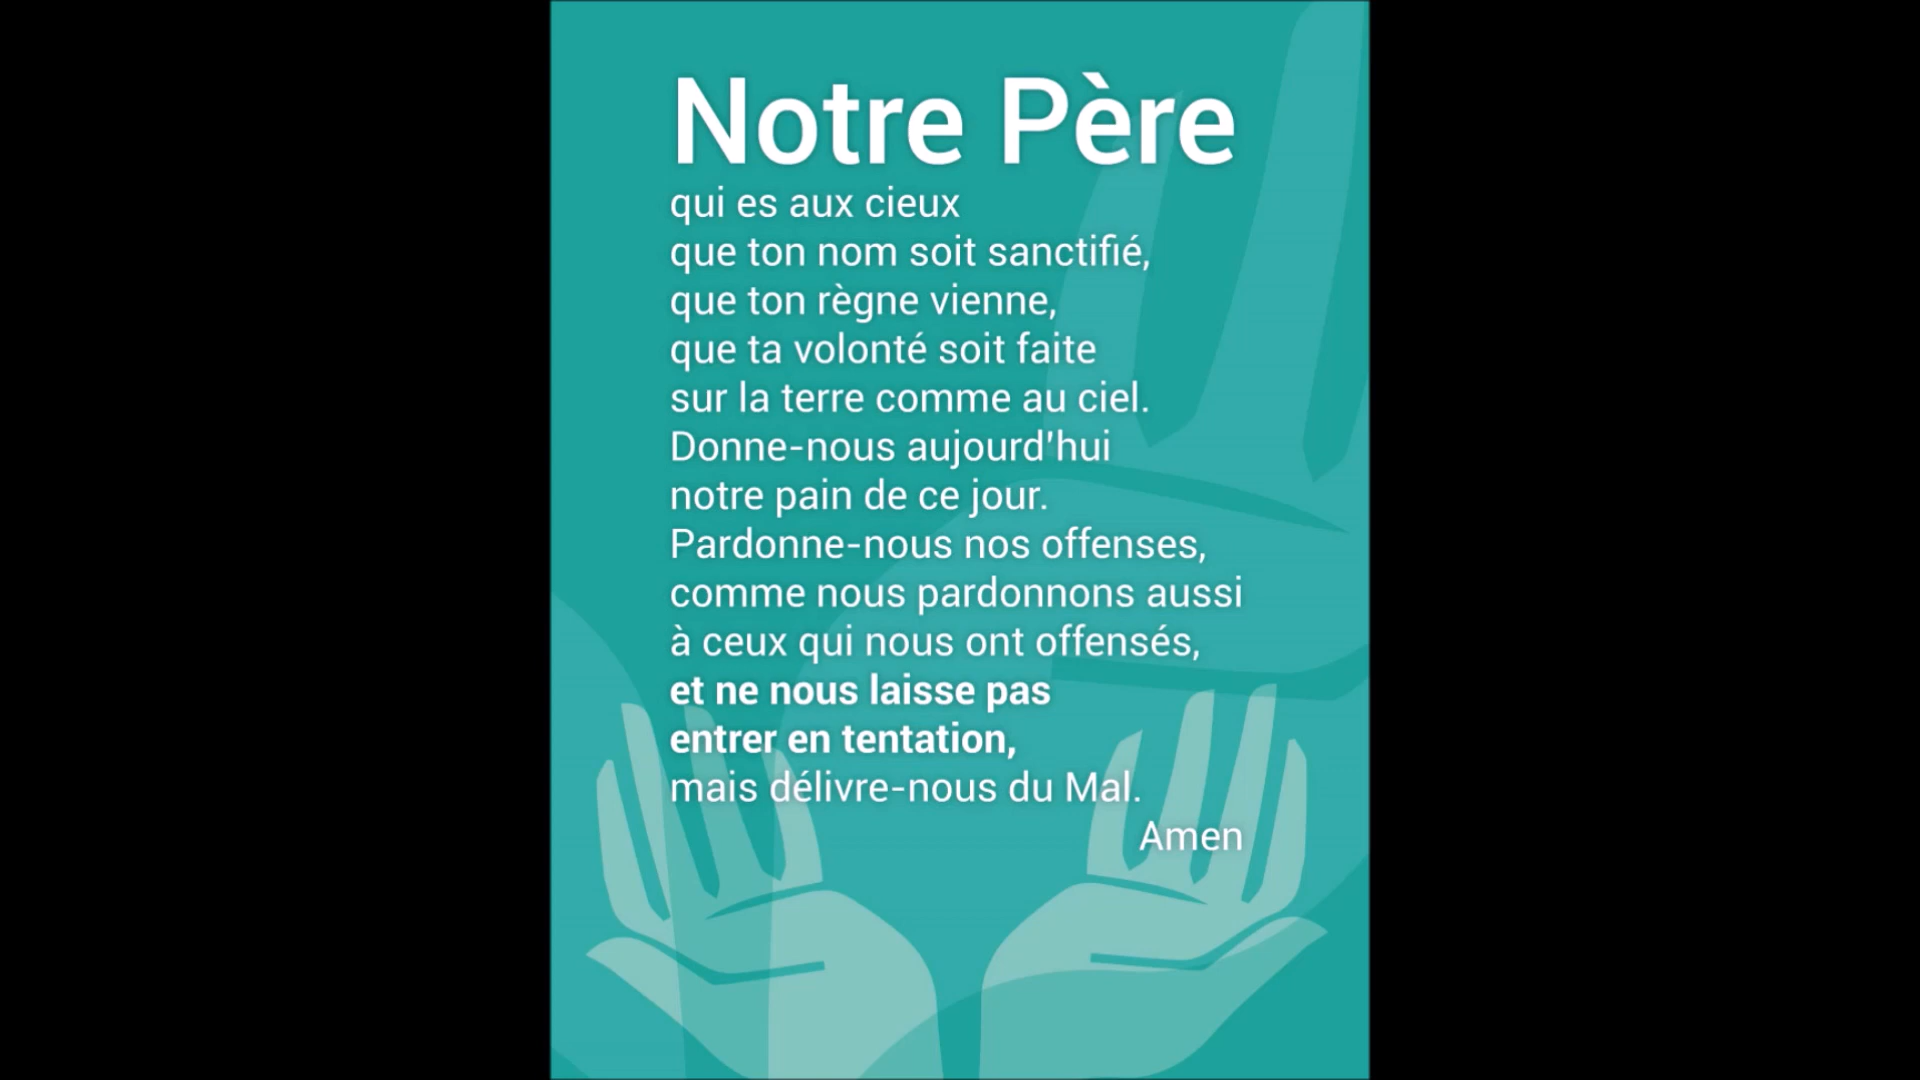 Notre Père
qui es aux cieux
que ton nom soit sanctifié,
que ton règne vienne,
que ta volonté soit faite
sur la terre comme au ciel.
Donne-nous aujourd'hui
notre pain de ce jour.
Pardonne-nous nos offenses,
comme nous pardonnons aussi
à ceux qui nous ont offensés,
et ne nous laisse pas
entrer en tentation,
mais délivre-nous du Mal.
Amen